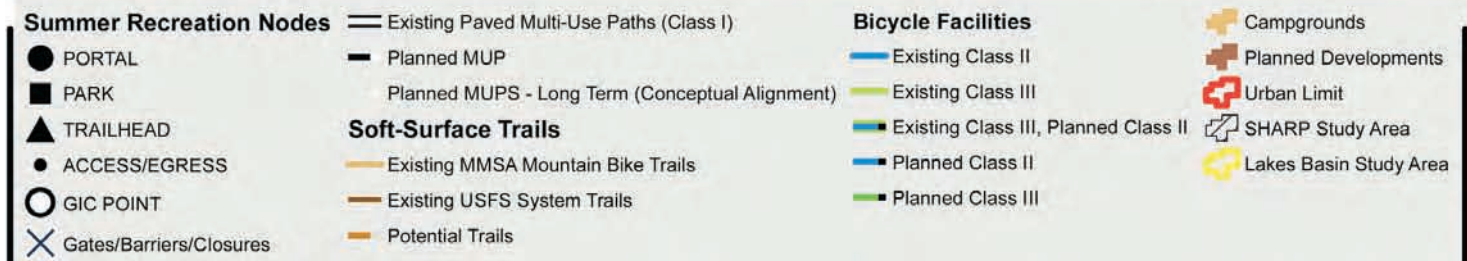 Summer Recreation Nodes
PORTAL
PARK
TRAILHEAD
ACCESS/EGRESS
GIC POINT
Gates/Barriers/Closures
Existing Paved Multi-Use Paths (Class I)
Planned MUP
Planned MUPS - Long Term (Conceptual Alignment)
Soft-Surface Trails
Existing MMSA Mountain Bike Trails
Existing USFS System Trails
Potential Trails
Bicycle Facilities
Existing Class II
Existing Class III
Existing Class III, Planned Class II
Planned Class II
Planned Class III
Campgrounds
Planned Developments
Urban Limit
SHARP Study Area
Lakes Basin Study Area